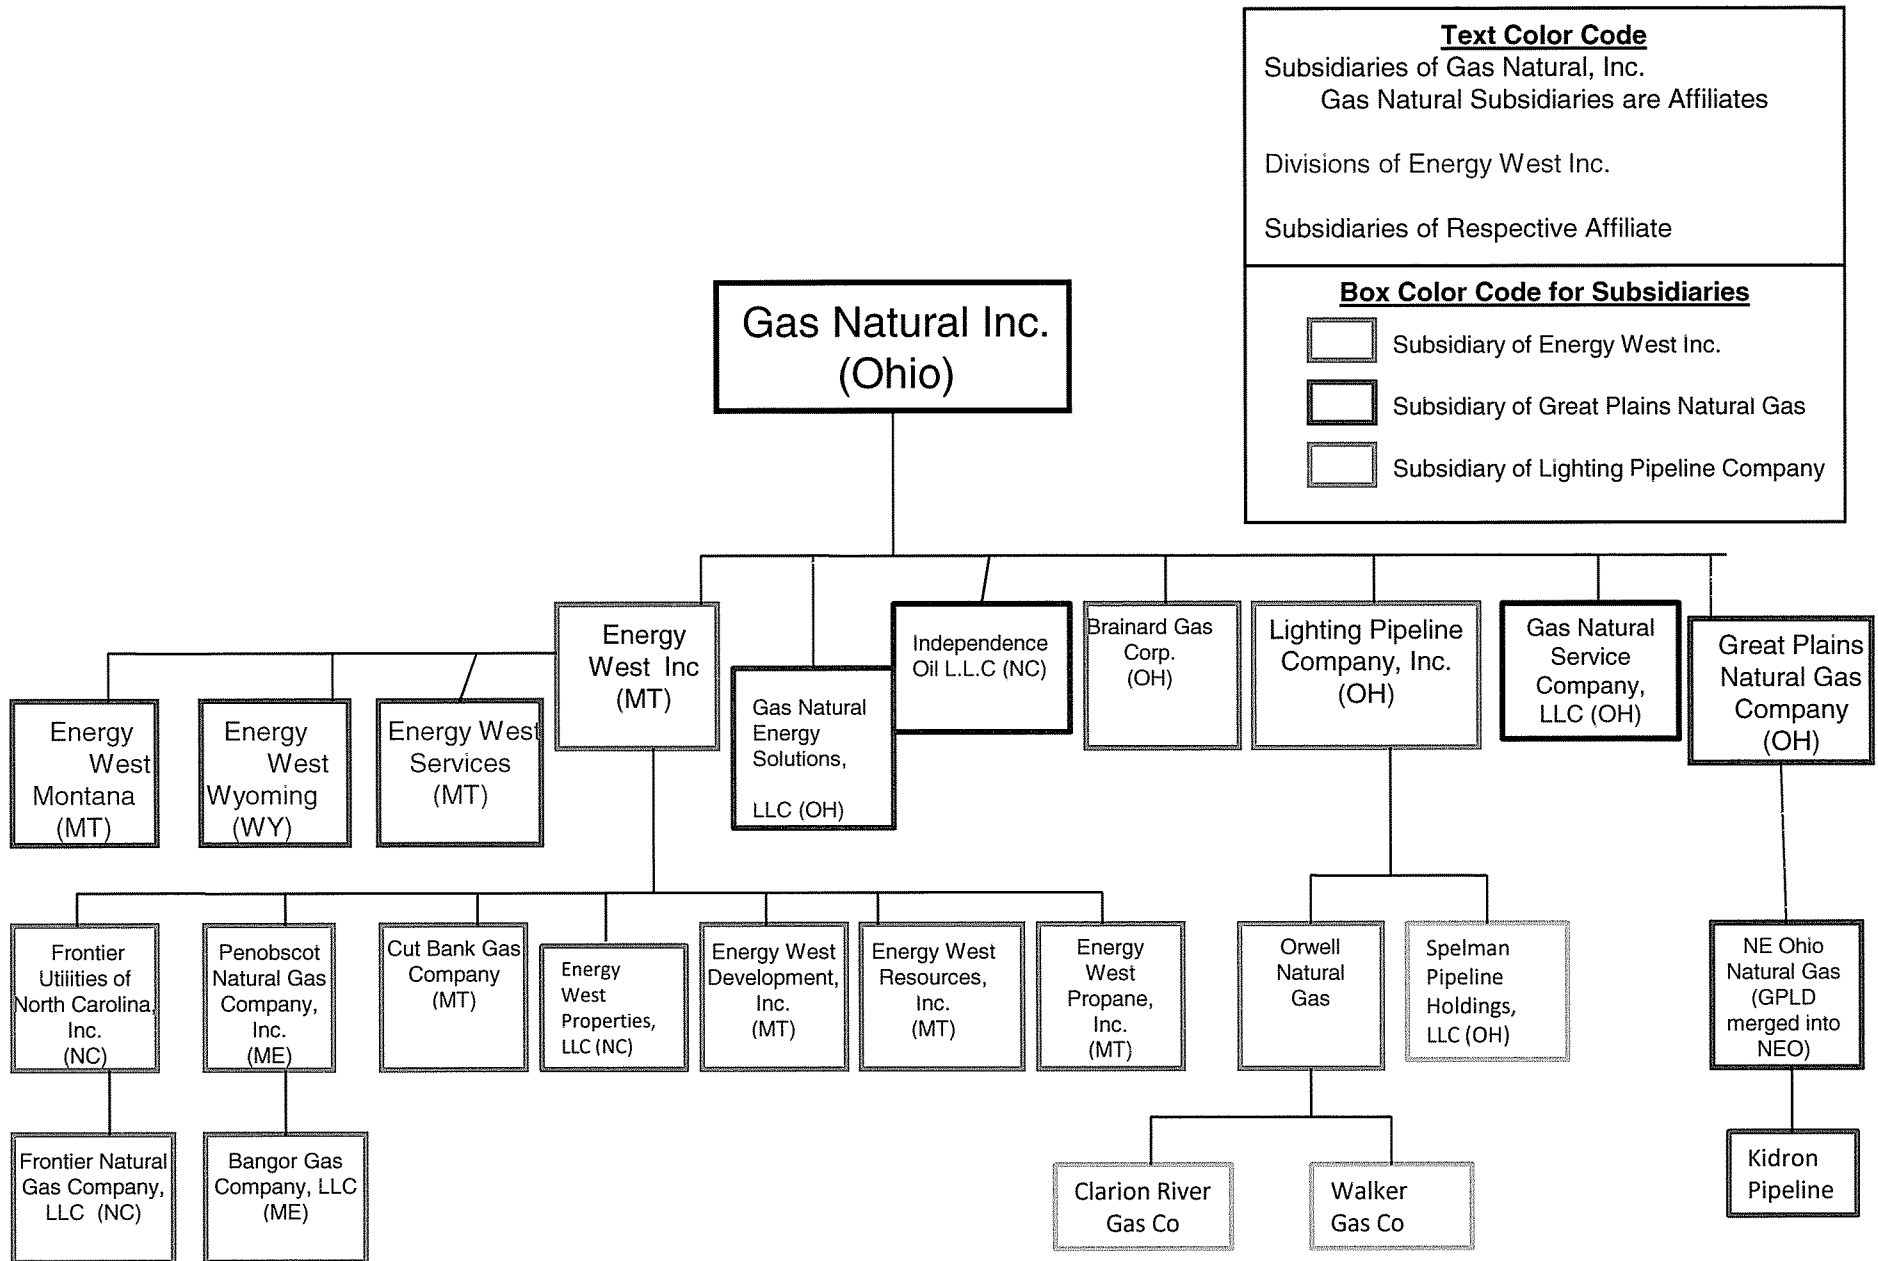 Text Color Code
Subsidiaries of Gas Natural, Inc.
Gas Natural Subsidiaries are Affiliates
Divisions of Energy West Inc.
Subsidiaries of Respective Affiliate
Box Color Code for Subsidiaries
Subsidiary of Energy West Inc.
Subsidiary of Great Plains Natural Gas
Subsidiary of Lighting Pipeline Company
Gas Natural Inc.
(Ohio)
Energy
West Inc
(MT)
Gas Natural
Energy
Solutions,
LLC (OH)
Independence
Oil L.L.C (NC)
Brainard Gas
Corp.
(OH)
Lighting Pipeline
Company, Inc.
(OH)
Gas Natural
Service
Company,
LLC (OH)
Great Plains
Natural Gas
Company
(OH)
Energy
West
Montana
(MT)
Energy
West
Wyoming
(WY)
Energy West
Services
(MT)
Frontier
Utilities of
North Carolina,
Inc.
(NC)
Penobscot
Natural Gas
Company,
Inc.
(ME)
Cut Bank Gas
Company
(MT)
Energy
West
Properties,
LLC (NC)
Energy West
Development,
Inc.
(MT)
Energy West
Resources,
Inc.
(MT)
Energy
West
Propane,
Inc.
(MT)
Orwell
Natural
Gas
Spelman
Pipeline
Holdings,
LLC (OH)
NE Ohio
Natural Gas
(GPLD
merged into
NEO)
Frontier Natural
Gas Company,
LLC (NC)
Bangor Gas
Company, LLC
(ME)
Clarion River
Gas Co
Walker
Gas Co
Kidron
Pipeline